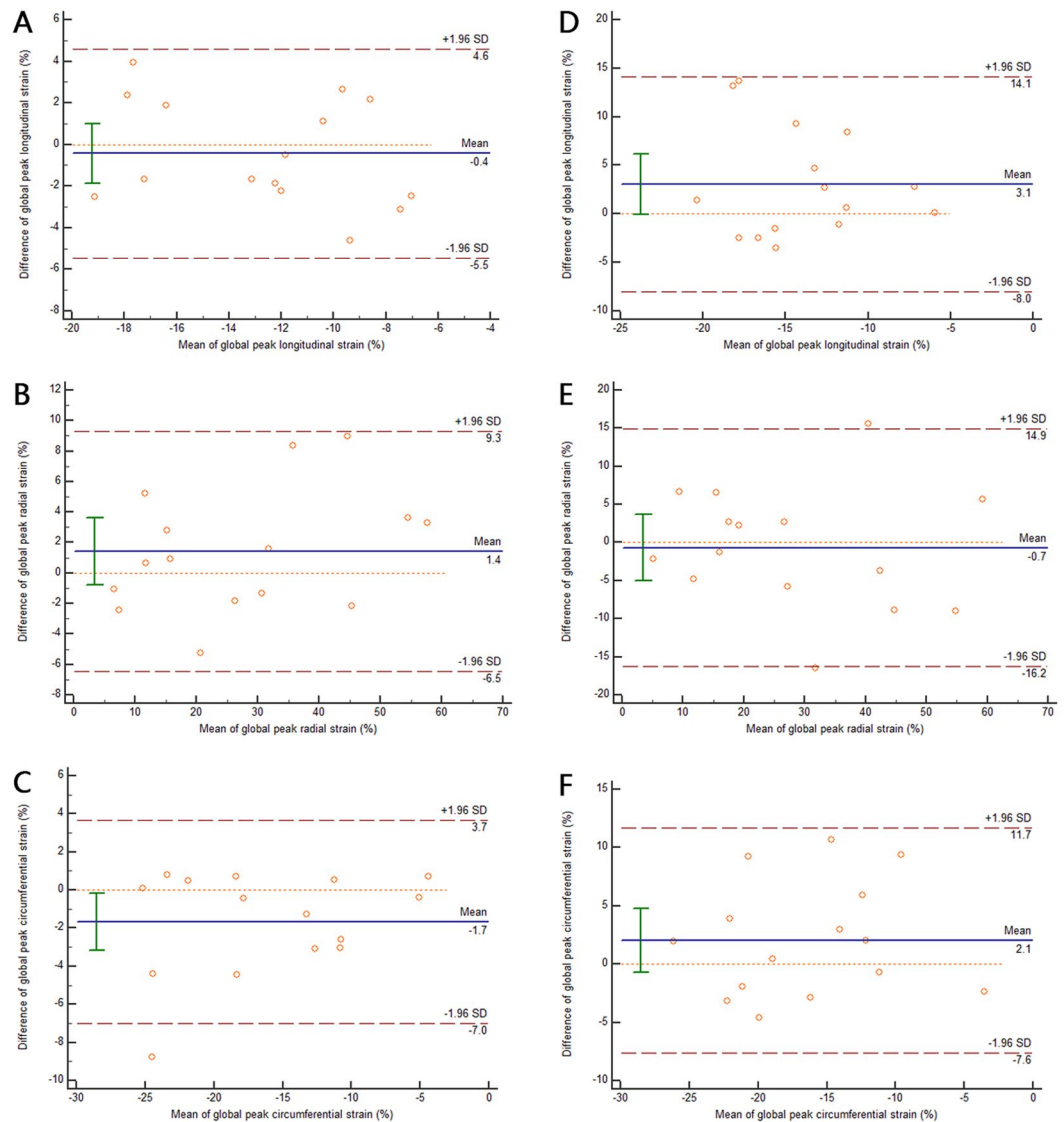 A
Difference of global peak longitudinal strain (%)
6
4
2
0
-2
-4
-6
-8
+1.96 SD
4.6
Mean
-0.4
-1.96 SD
-5.5
-20 -18 -16 -14 -12 -10 -8 -6 -4
Mean of global peak longitudinal strain (%)
D
Difference of global peak longitudinal strain (%)
20
15
10
5
0
-5
-10
+1.96 SD
14.1
Mean
3.1
-1.96 SD
-8.0
-25 -20 -15 -10 -5 0
Mean of global peak longitudinal strain (%)
B
Difference of global peak radial strain (%)
12
10
8
6
4
2
0
-2
-4
-6
-8
+1.96 SD
9.3
Mean
1.4
-1.96 SD
-6.5
0 10 20 30 40 50 60 70
Mean of global peak radial strain (%)
E
Difference of global peak radial strain (%)
20
15
10
5
0
-5
-10
-15
-20
+1.96 SD
14.9
Mean
-0.7
-1.96 SD
-16.2
0 10 20 30 40 50 60 70
Mean of global peak radial strain (%)
C
Difference of global peak circumferential strain (%)
6
4
2
0
-2
-4
-6
-8
-10
+1.96 SD
3.7
Mean
-1.7
-1.96 SD
-7.0
-30 -25 -20 -15 -10 -5 0
Mean of global peak circumferential strain (%)
F
Difference of global peak circumferential strain (%)
15
10
5
0
-5
-10
+1.96 SD
11.7
Mean
2.1
-1.96 SD
-7.6
-30 -25 -20 -15 -10 -5 0
Mean of global peak circumferential strain (%)